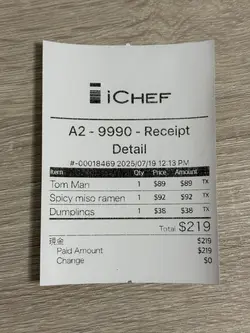 iCHEF
A2 - 9990 - Receipt
Detail
#-00018469 2025/07/19 12:13 PM
Item Qty Price Amount
Tom Man 1 $89 $89 TX
Spicy miso ramen 1 $92 $92 TX
Dumplings 1 $38 $38 TX
Total $219
現金 $219
Paid Amount $219
Change $0